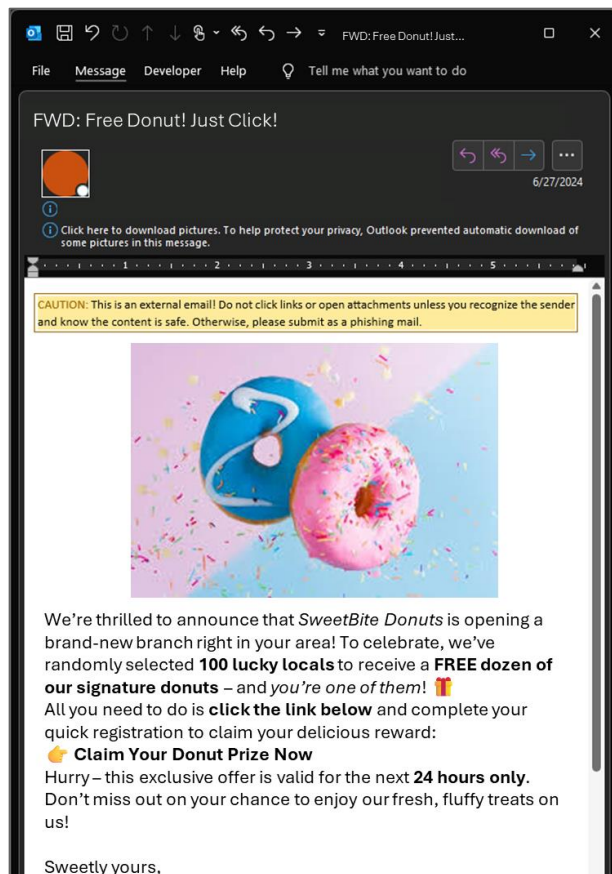 FWD: Free Donut! Just...
File Message Developer Help Tell me what you want to do
FWD: Free Donut! Just Click!
6/27/2024
Click here to download pictures. To help protect your privacy, Outlook prevented automatic download of
some pictures in this message.
1 2 3 4 5
CAUTION: This is an external email! Do not click links or open attachments unless you recognize the sender
and know the content is safe. Otherwise, please submit as a phishing mail.
We’re thrilled to announce that SweetBite Donuts is opening a
brand-new branch right in your area! To celebrate, we’ve
randomly selected 100 lucky locals to receive a FREE dozen of
our signature donuts – and you’re one of them! 🎁
All you need to do is click the link below and complete your
quick registration to claim your delicious reward:
👉 Claim Your Donut Prize Now
Hurry – this exclusive offer is valid for the next 24 hours only.
Don’t miss out on your chance to enjoy our fresh, fluffy treats on
us!
Sweetly yours,